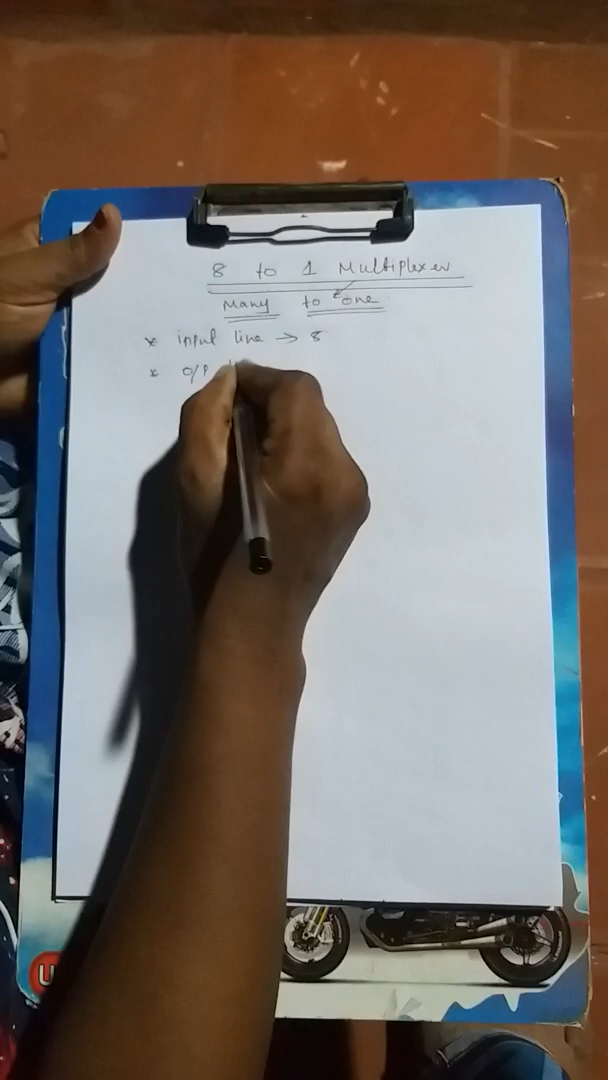 8 to 1 Multiplexer
Many to one
* input line → 8
* O/P
U